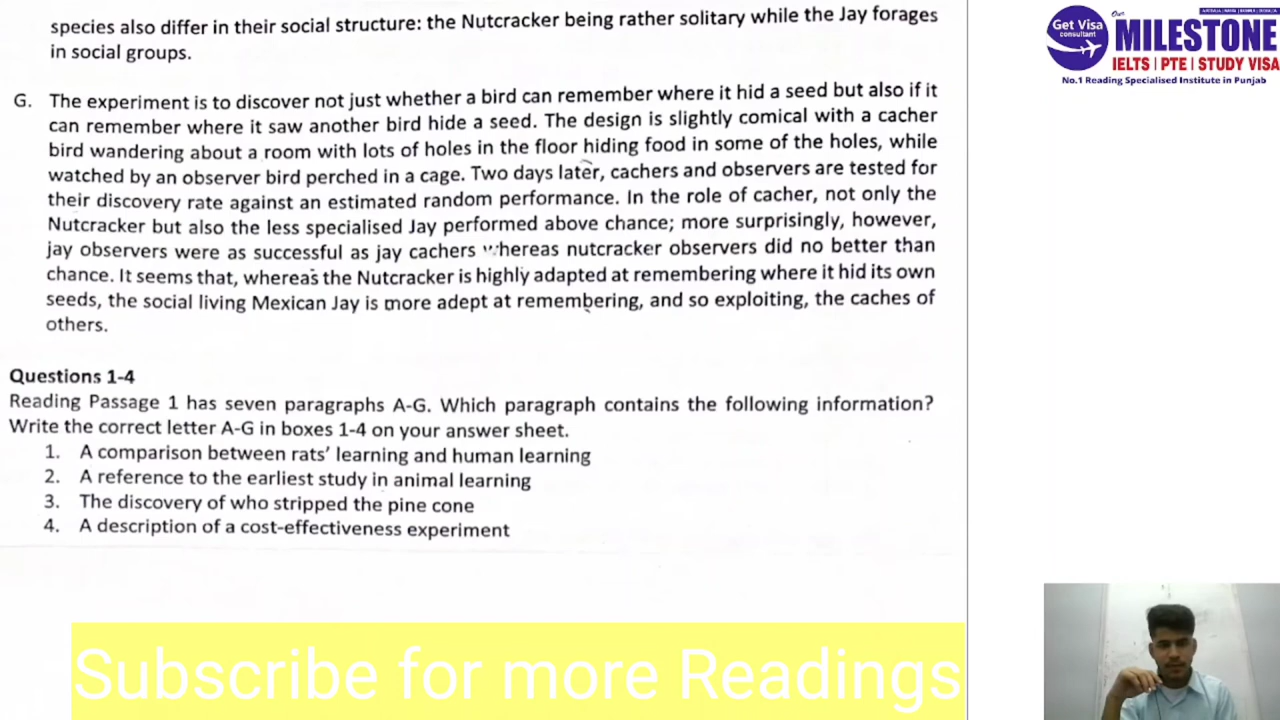 species also differ in their social structure: the Nutcracker being rather solitary while the Jay forages
in social groups.
G. The experiment is to discover not just whether a bird can remember where it hid a seed but also if it
can remember where it saw another bird hide a seed. The design is slightly comical with a cacher
bird wandering about a room with lots of holes in the floor hiding food in some of the holes, while
watched by an observer bird perched in a cage. Two days later, cachers and observers are tested for
their discovery rate against an estimated random performance. In the role of cacher, not only the
Nutcracker but also the less specialised Jay performed above chance; more surprisingly, however,
jay observers were as successful as jay cachers whereas nutcracker observers did no better than
chance. It seems that, whereas the Nutcracker is highly adapted at remembering where it hid its own
seeds, the social living Mexican Jay is more adept at remembering, and so exploiting, the caches of
others.
Questions 1-4
Reading Passage 1 has seven paragraphs A-G. Which paragraph contains the following information?
Write the correct letter A-G in boxes 1-4 on your answer sheet.
1. A comparison between rats' learning and human learning
2. A reference to the earliest study in animal learning
3. The discovery of who stripped the pine cone
4. A description of a cost-effectiveness experiment
Subscribe for more Readings
Get Visa
consultant
Our
MILESTONE
IELTS | PTE | STUDY VISA
No.1 Reading Specialised Institute in Punjab